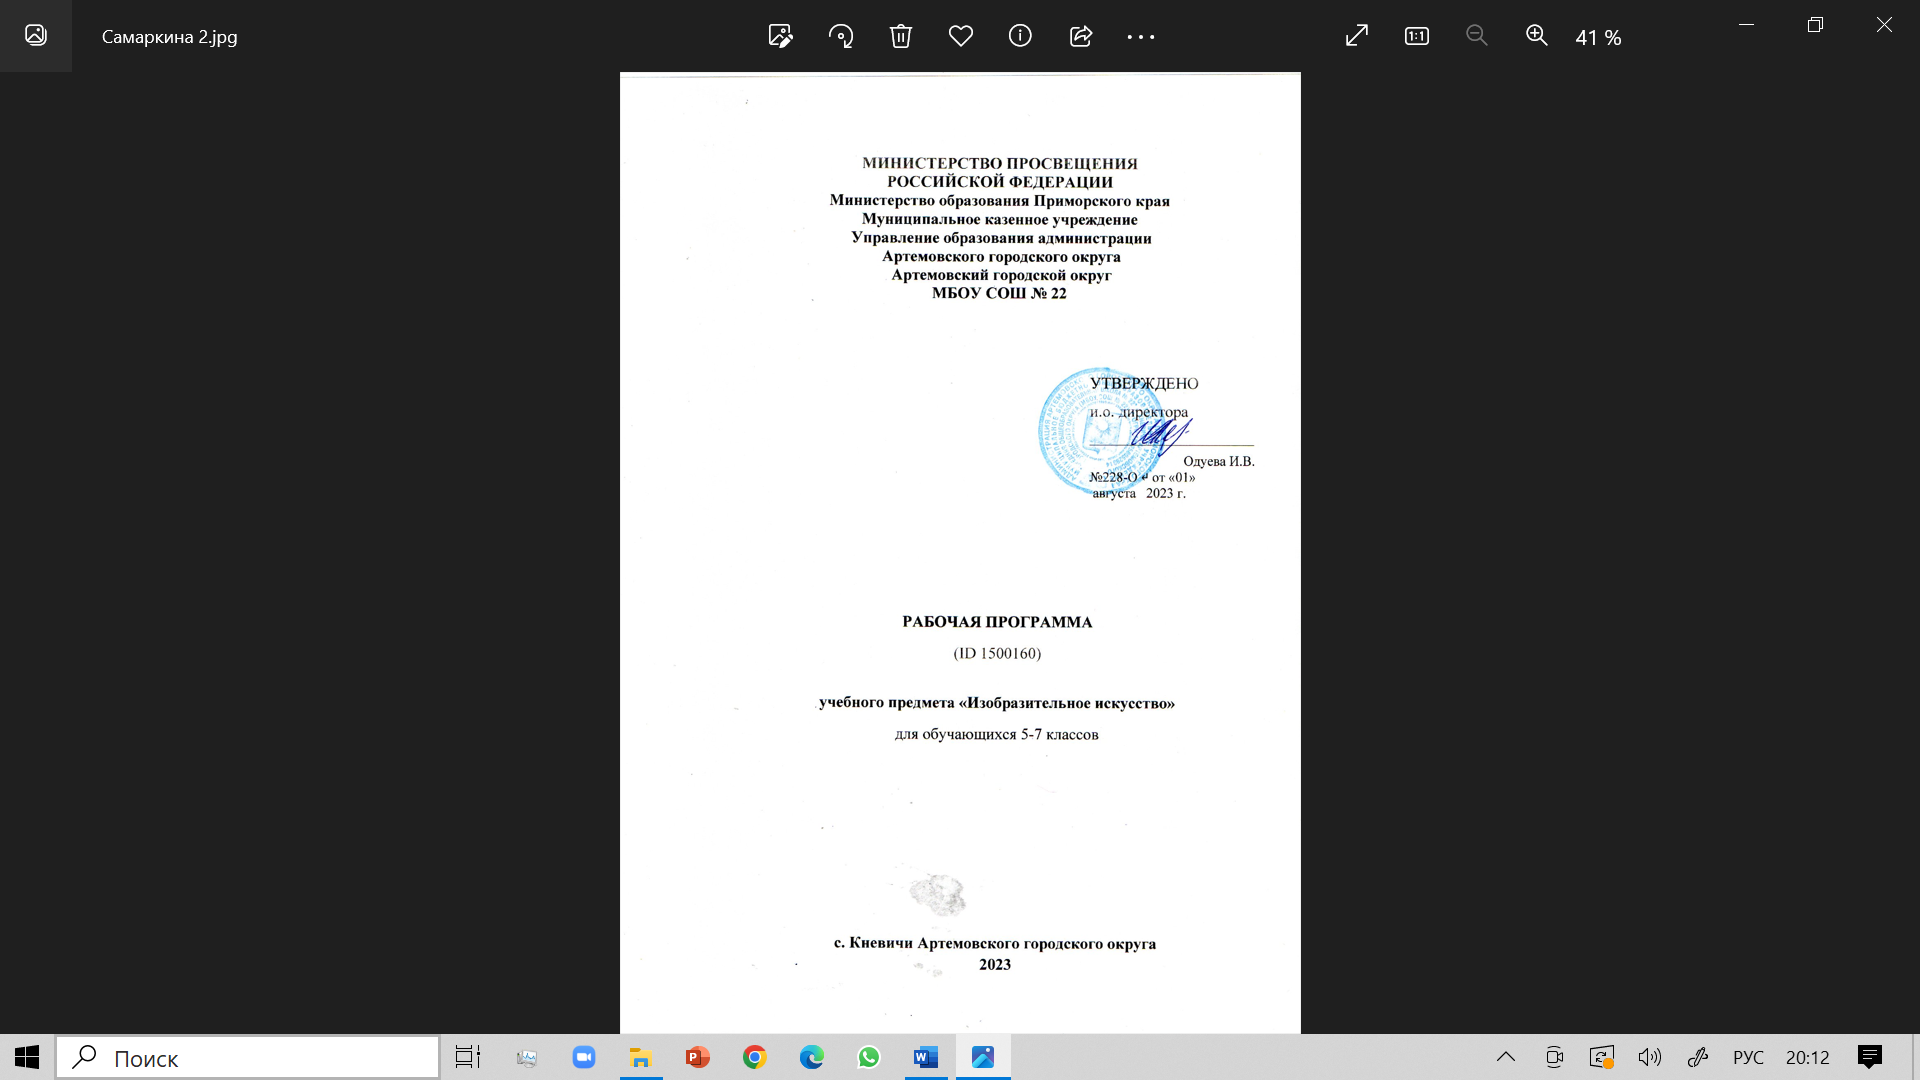 Самаркина 2.jpg
41 %
МИНИСТЕРСТВО ПРОСВЕЩЕНИЯ
РОССИЙСКОЙ ФЕДЕРАЦИИ
Министерство образования Приморского края
Муниципальное казенное учреждение
Управление образования администрации
Артемовского городского округа
Артемовский городской округ
МБОУ СОШ № 22
УТВЕРЖДЕНО
и.о. директора
Одуева И.В.
№228-О ↵ от «01»
августа 2023 г.
РАБОЧАЯ ПРОГРАММА
(ID 1500160)
учебного предмета «Изобразительное искусство»
для обучающихся 5-7 классов
с. Кневичи Артемовского городского округа
2023
Поиск
РУС
20:12